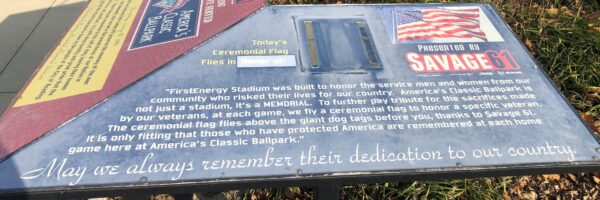 America's
Classic
Ballpark
Today's
Ceremonial Flag
Flies in Honor of:
PRESENTED BY
SAVAGE 61
"FirstEnergy Stadium was built to honor the service men and women from our
community who risked their lives for our country. America's Classic Ballpark is
not just a stadium, it's a MEMORIAL. To further pay tribute for the sacrifices made
by our veterans, at each game, we fly a ceremonial flag to honor a specific veteran.
The ceremonial flag flies above the giant dog tags before you, thanks to Savage 61.
It is only fitting that those who have protected America are remembered at each home
game here at America's Classic Ballpark."
May we always remember their dedication to our country.